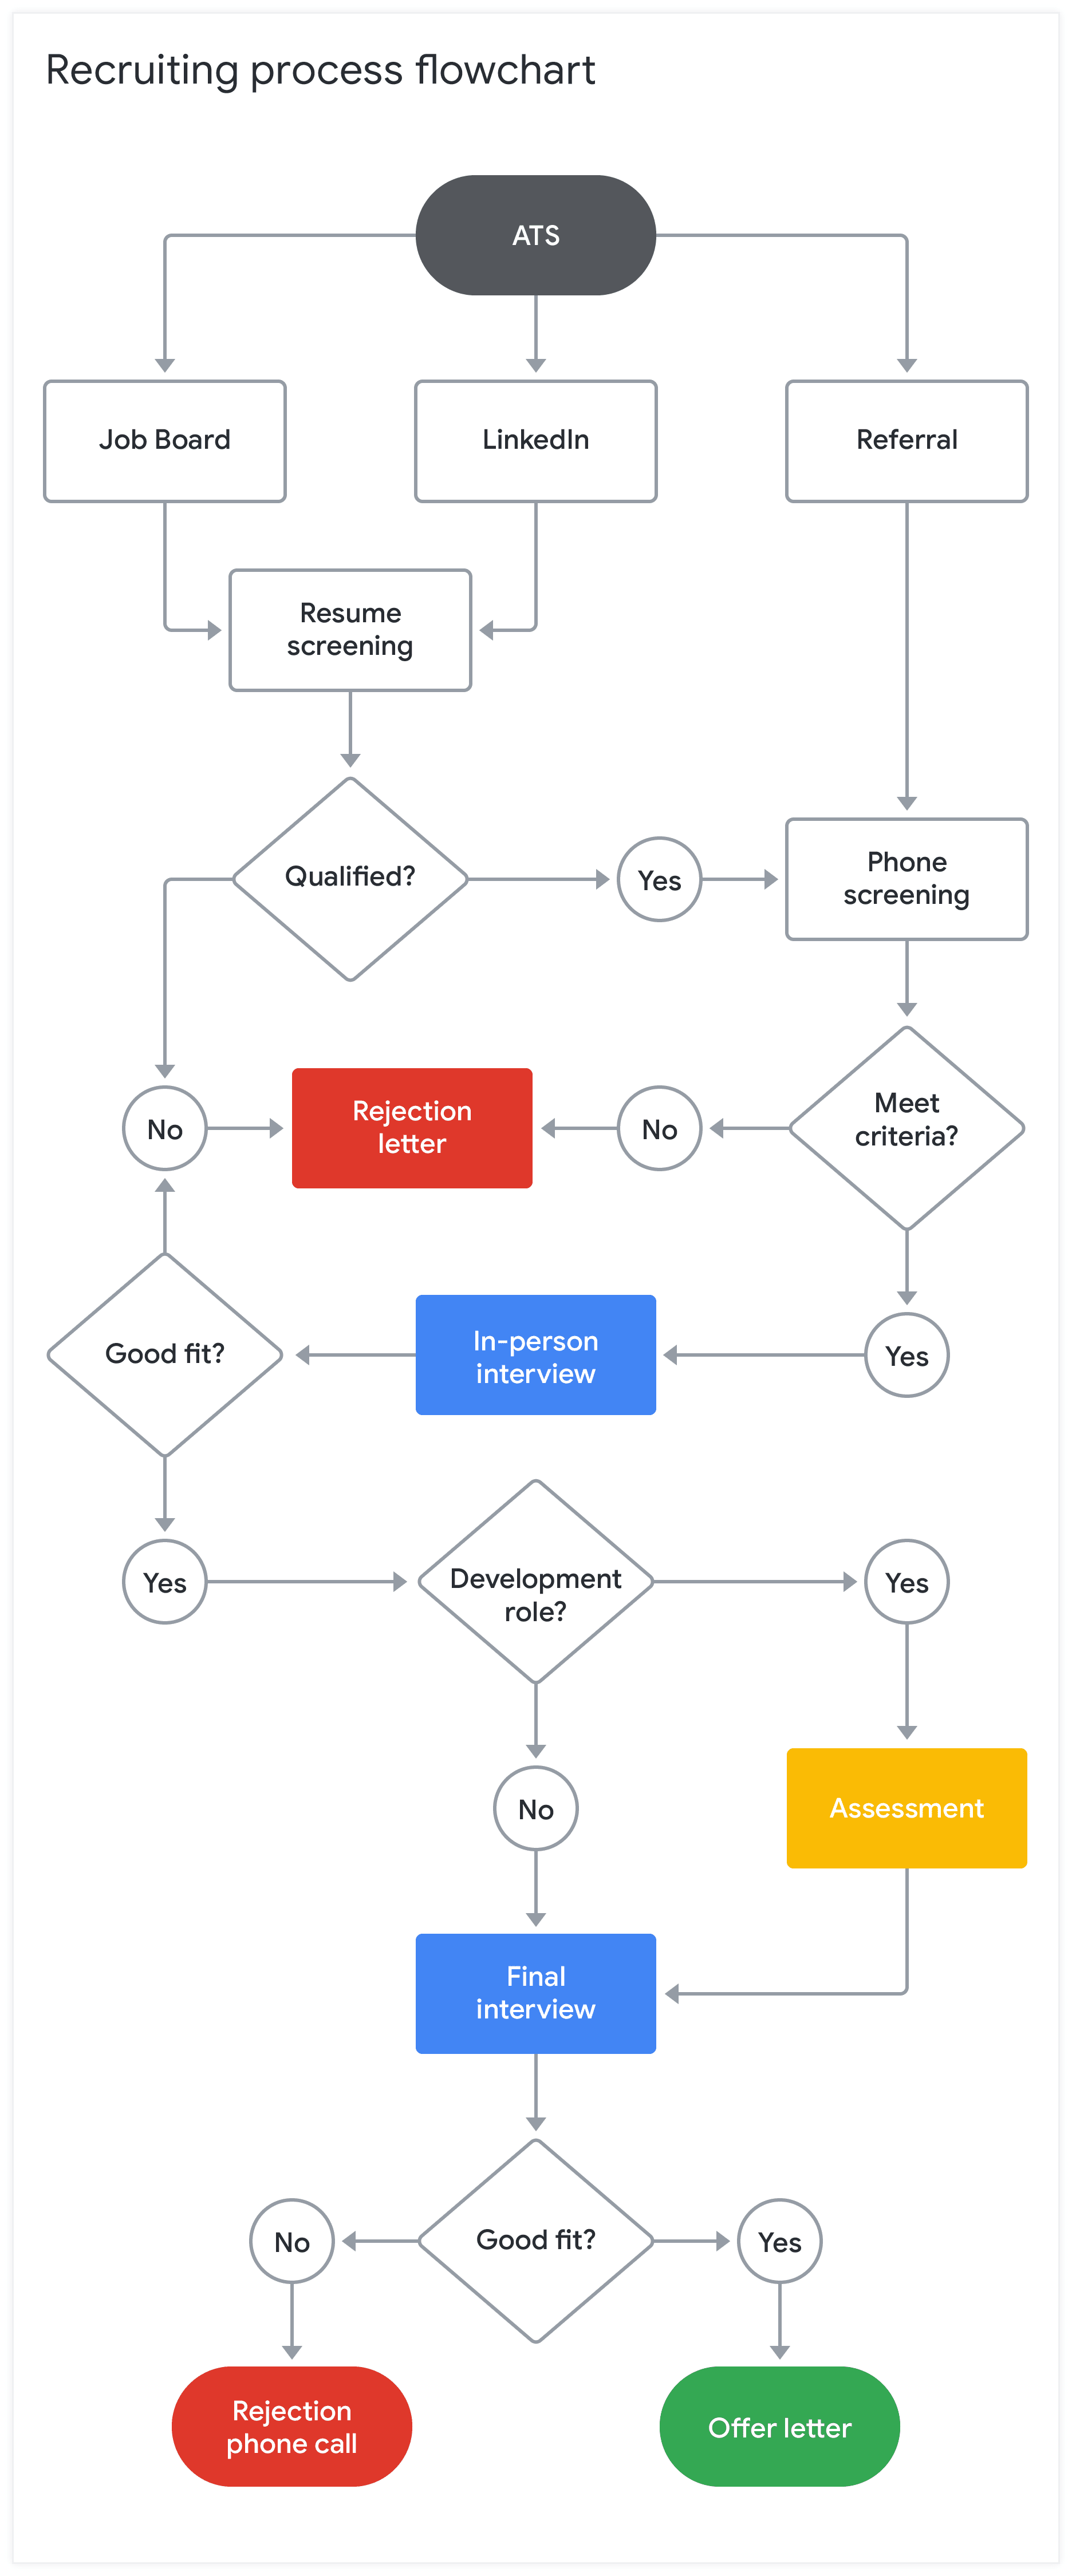 Recruiting process flowchart
ATS
Job Board
LinkedIn
Referral
Resume
screening
Qualified?
Yes
Phone
screening
No
Rejection
letter
No
Meet
criteria?
Good fit?
In-person
interview
Yes
Yes
Development
role?
Yes
No
Assessment
Final
interview
No
Good fit?
Yes
Rejection
phone call
Offer letter